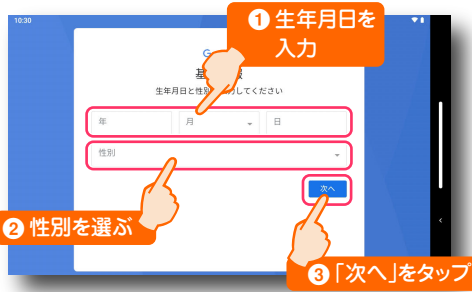 10:30
❶ 生年月日を
入力
G
基
生年月日と性別 力してください
年
月
日
性別
次へ
❷ 性別を選ぶ
❸ 「次へ」をタップ